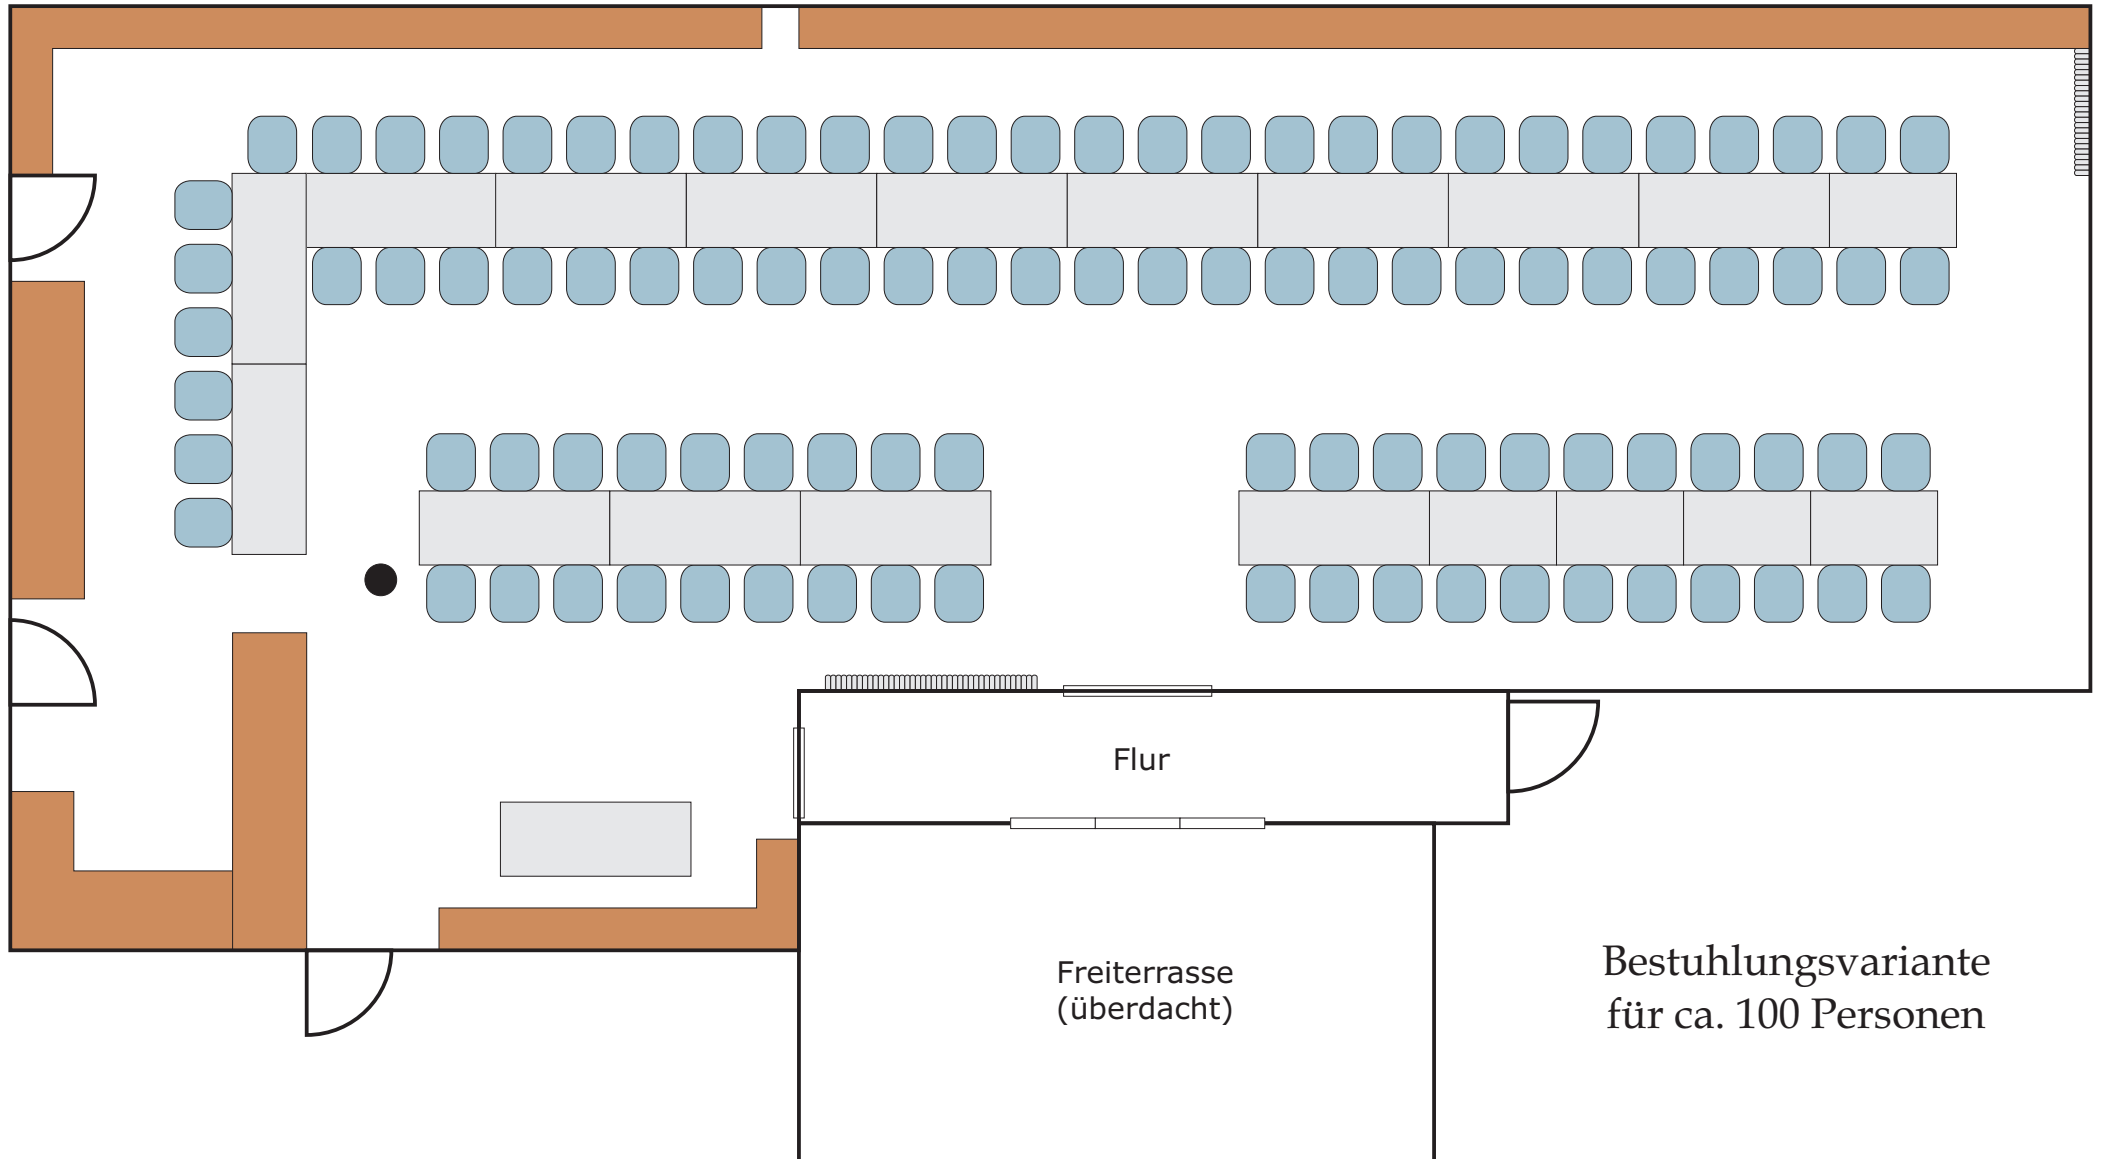 Flur
Freiterrasse
(überdacht)
Bestuhlungsvariante
für ca. 100 Personen